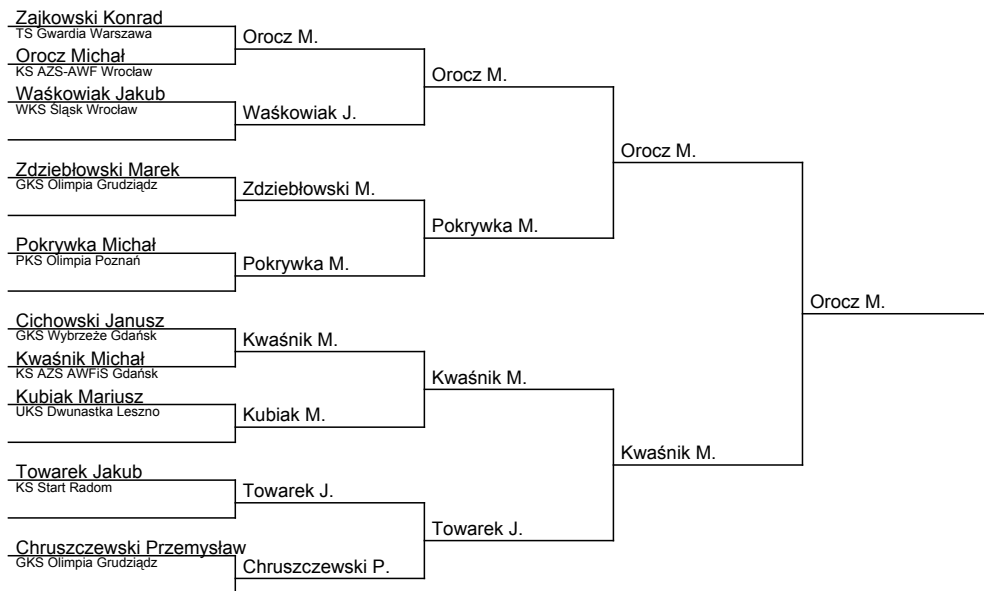 Zajkowski Konrad
TS Gwardia Warszawa
Orocz Michał
KS AZS-AWF Wrocław
Waśkowiak Jakub
WKS Śląsk Wrocław
Zdziebłowski Marek
GKS Olimpia Grudziądz
Pokrywka Michał
PKS Olimpia Poznań
Cichowski Janusz
GKS Wybrzeże Gdańsk
Kwaśnik Michał
KS AZS AWFiS Gdańsk
Kubiak Mariusz
UKS Dwunastka Leszno
Towarek Jakub
KS Start Radom
Chruszczewski Przemysław
GKS Olimpia Grudziądz
Orocz M.
Waśkowiak J.
Zdziebłowski M.
Pokrywka M.
Kwaśnik M.
Kubiak M.
Towarek J.
Chruszczewski P.
Orocz M.
Pokrywka M.
Kwaśnik M.
Towarek J.
Orocz M.
Kwaśnik M.
Orocz M.